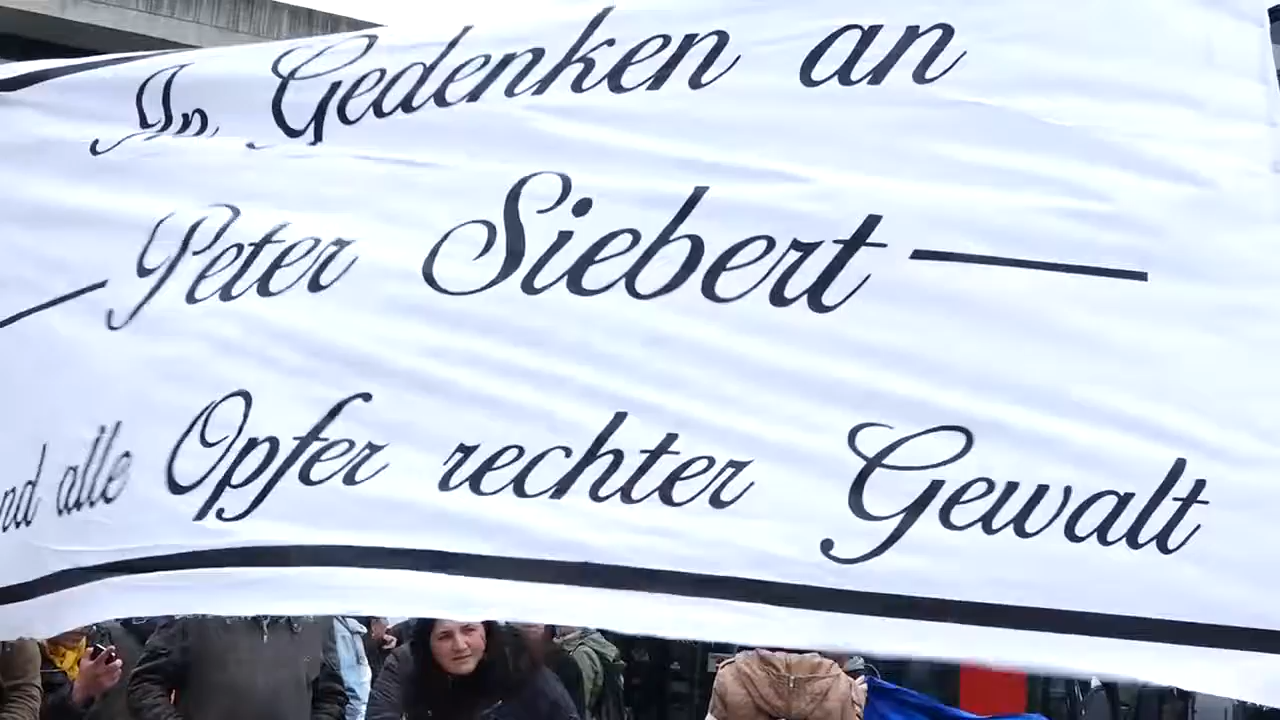 In Gedenken an
— Peter Siebert —
nd alle Opfer rechter Gewalt